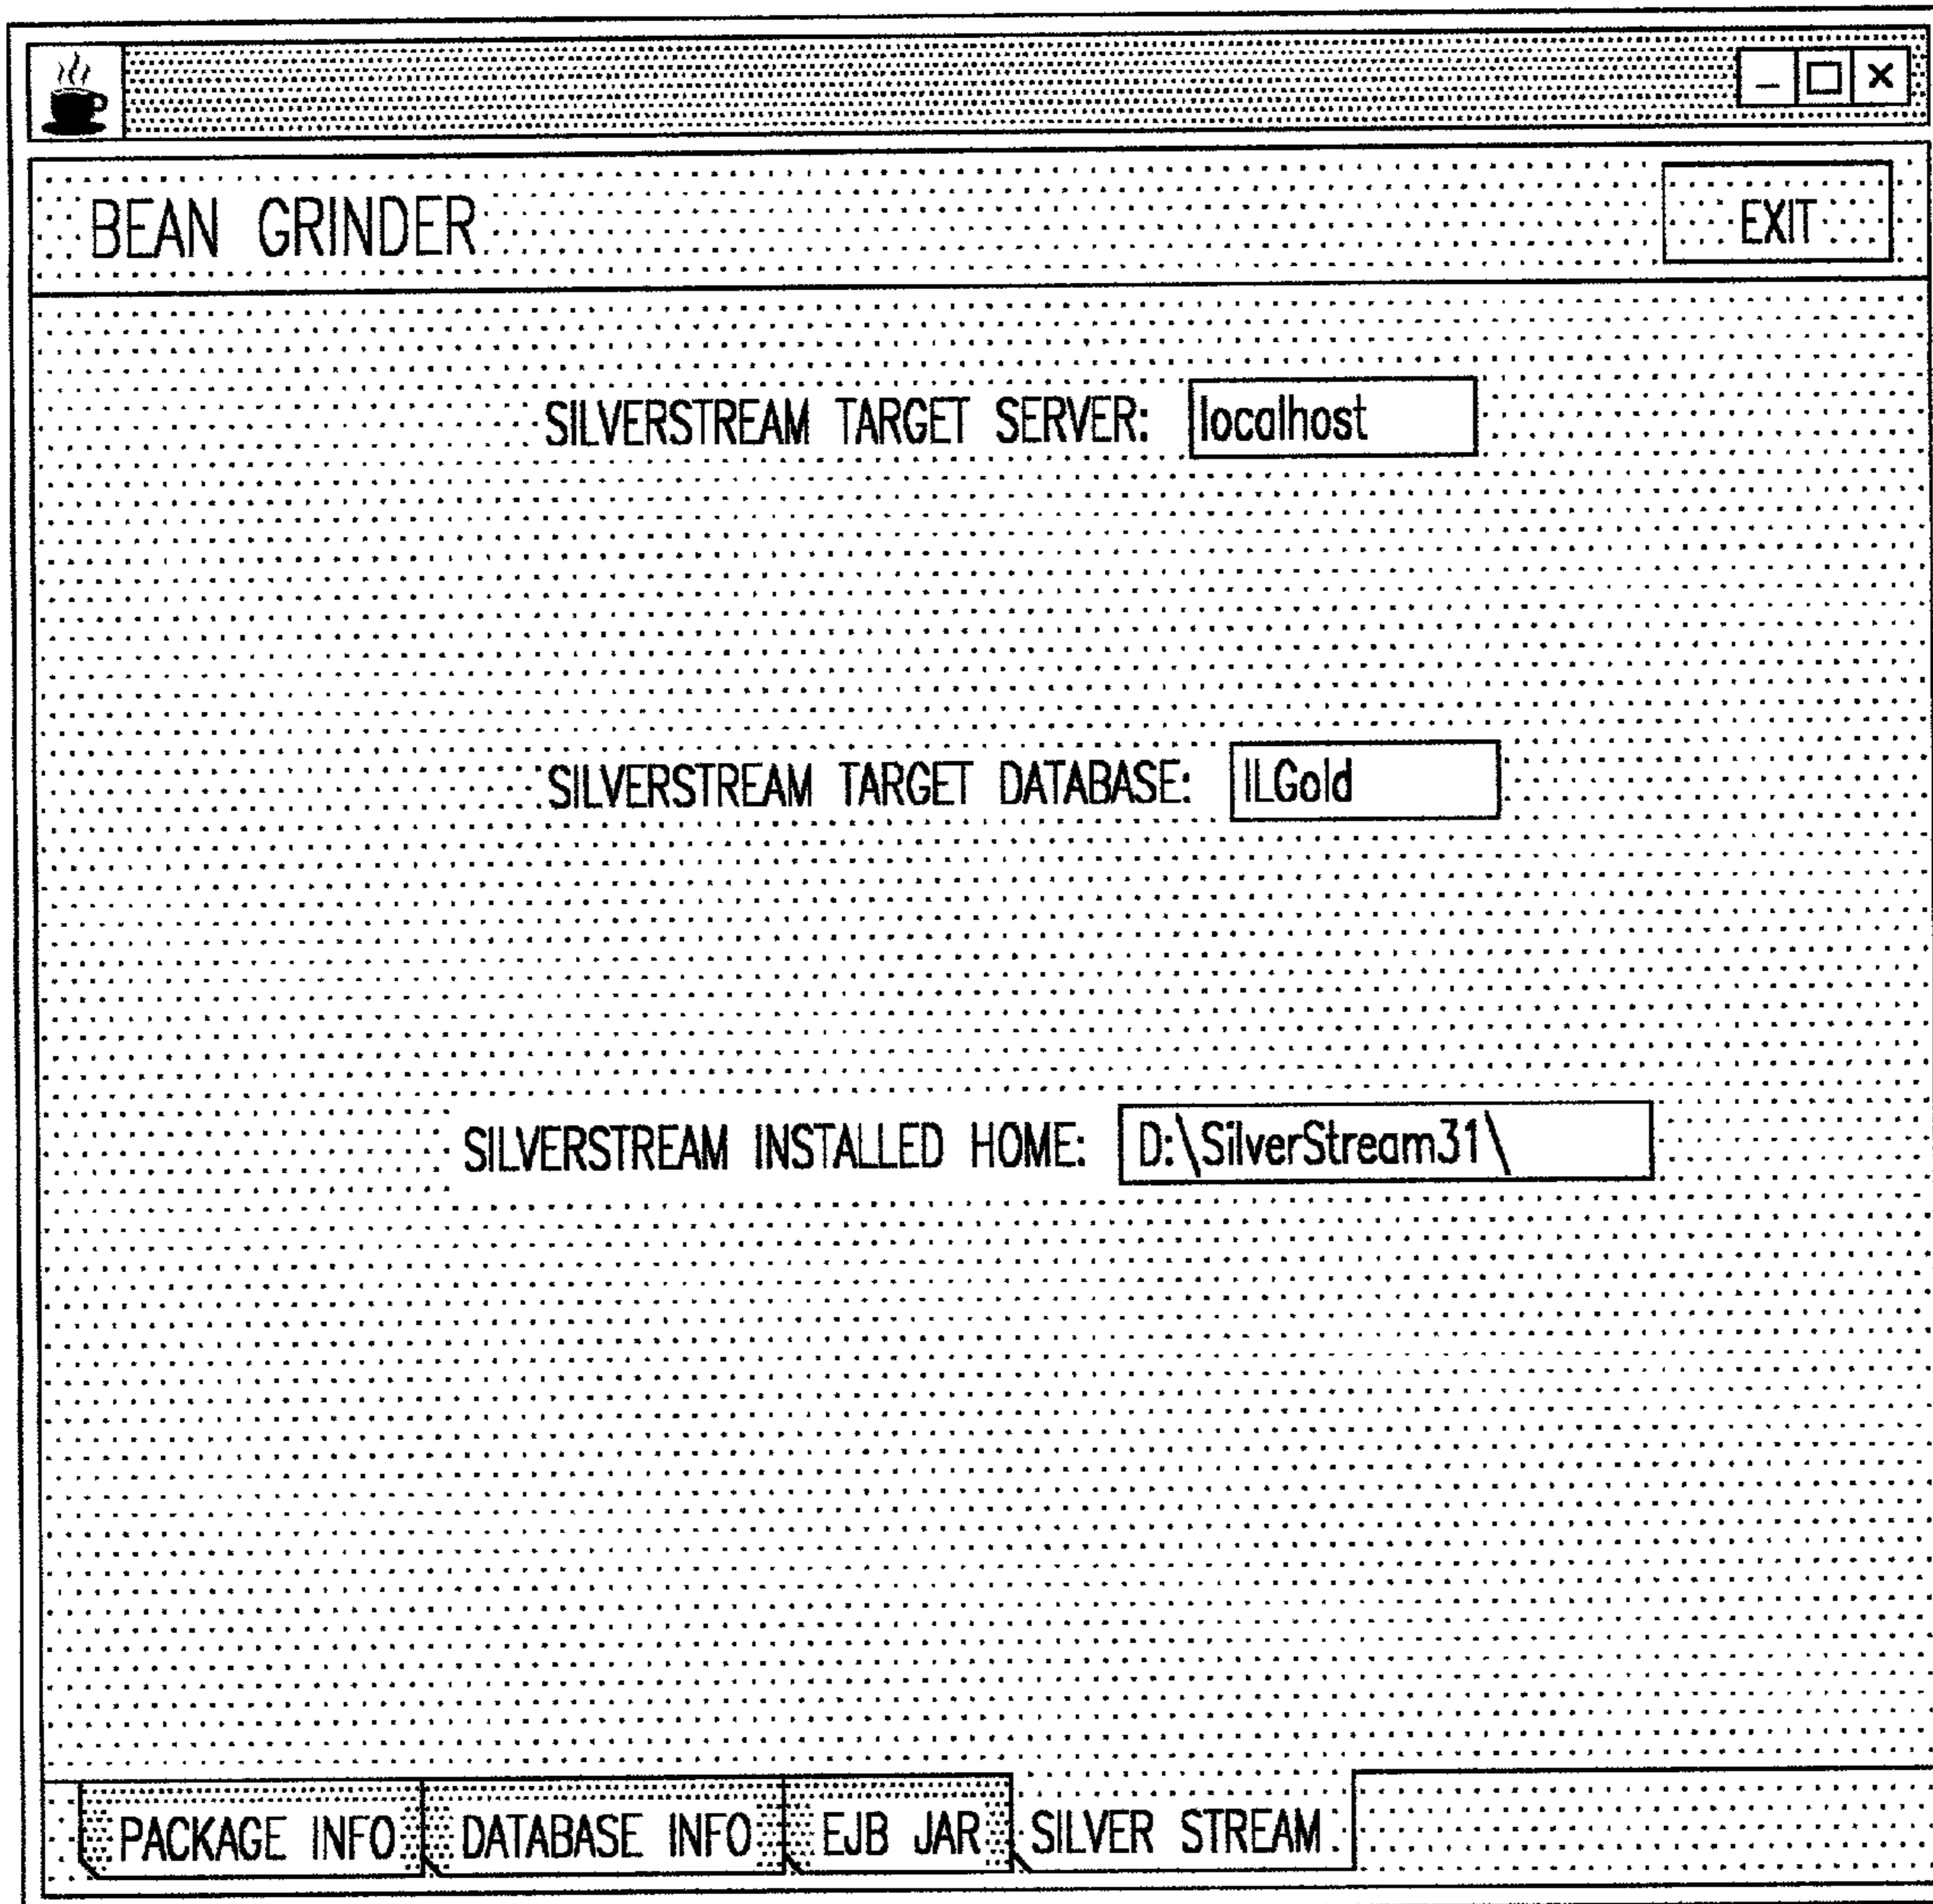 BEAN GRINDER EXIT
SILVERSTREAM TARGET SERVER: localhost
SILVERSTREAM TARGET DATABASE: ILGold
SILVERSTREAM INSTALLED HOME: D:\SilverStream31\
PACKAGE INFO DATABASE INFO EJB JAR SILVER STREAM